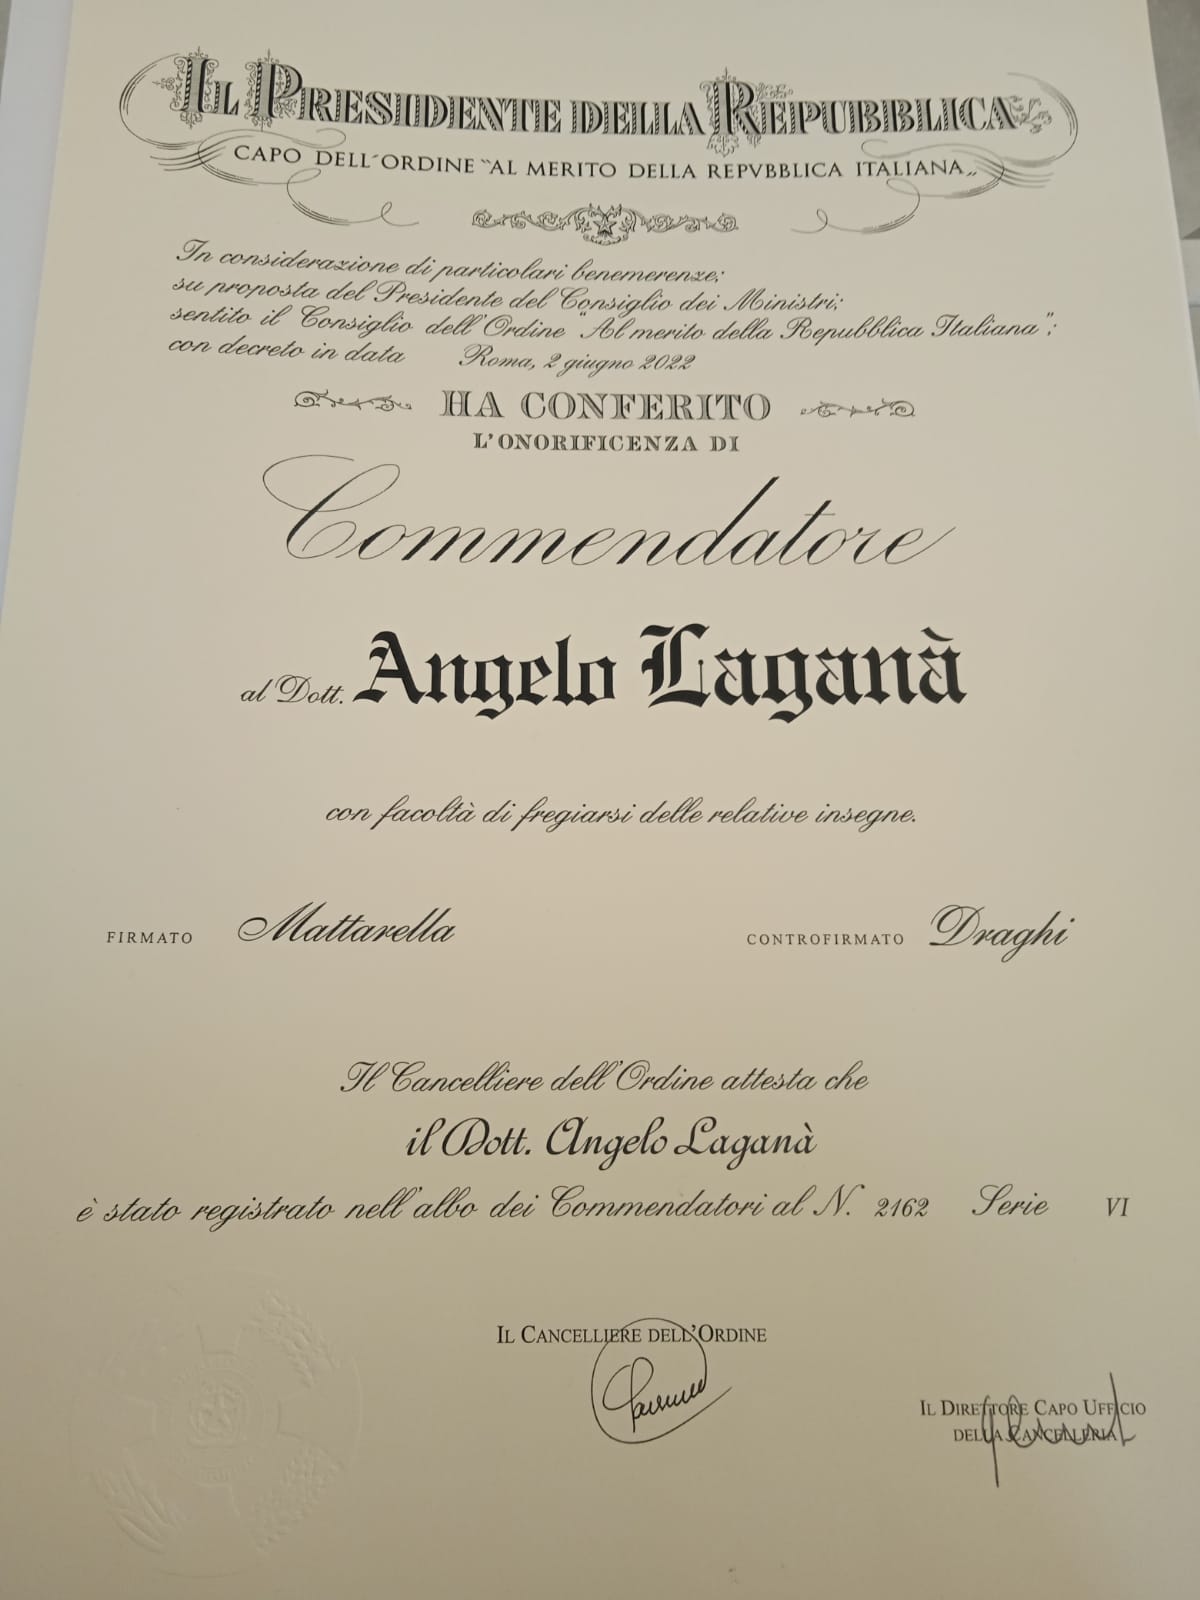 IL PRESIDENTE DELLA REPUBBLICA
CAPO DELL'ORDINE "AL MERITO DELLA REPVBBLICA ITALIANA„
In considerazione di particolari benemerenze;
su proposta del Presidente del Consiglio dei Ministri;
sentito il Consiglio dell'Ordine "Al merito della Repubblica Italiana";
con decreto in data Roma, 2 giugno 2022
HA CONFERITO
L'ONORIFICENZA DI
Commendatore
al Dott. Angelo Laganà
con facoltà di fregiarsi delle relative insegne.
FIRMATO Mattarella CONTROFIRMATO Draghi
Il Cancelliere dell'Ordine attesta che
il Dott. Angelo Laganà
è stato registrato nell'albo dei Commendatori al N. 2162 Serie VI
IL CANCELLIERE DELL'ORDINE
IL DIRETTORE CAPO UFFICIO
DELLA CANCELLERIA